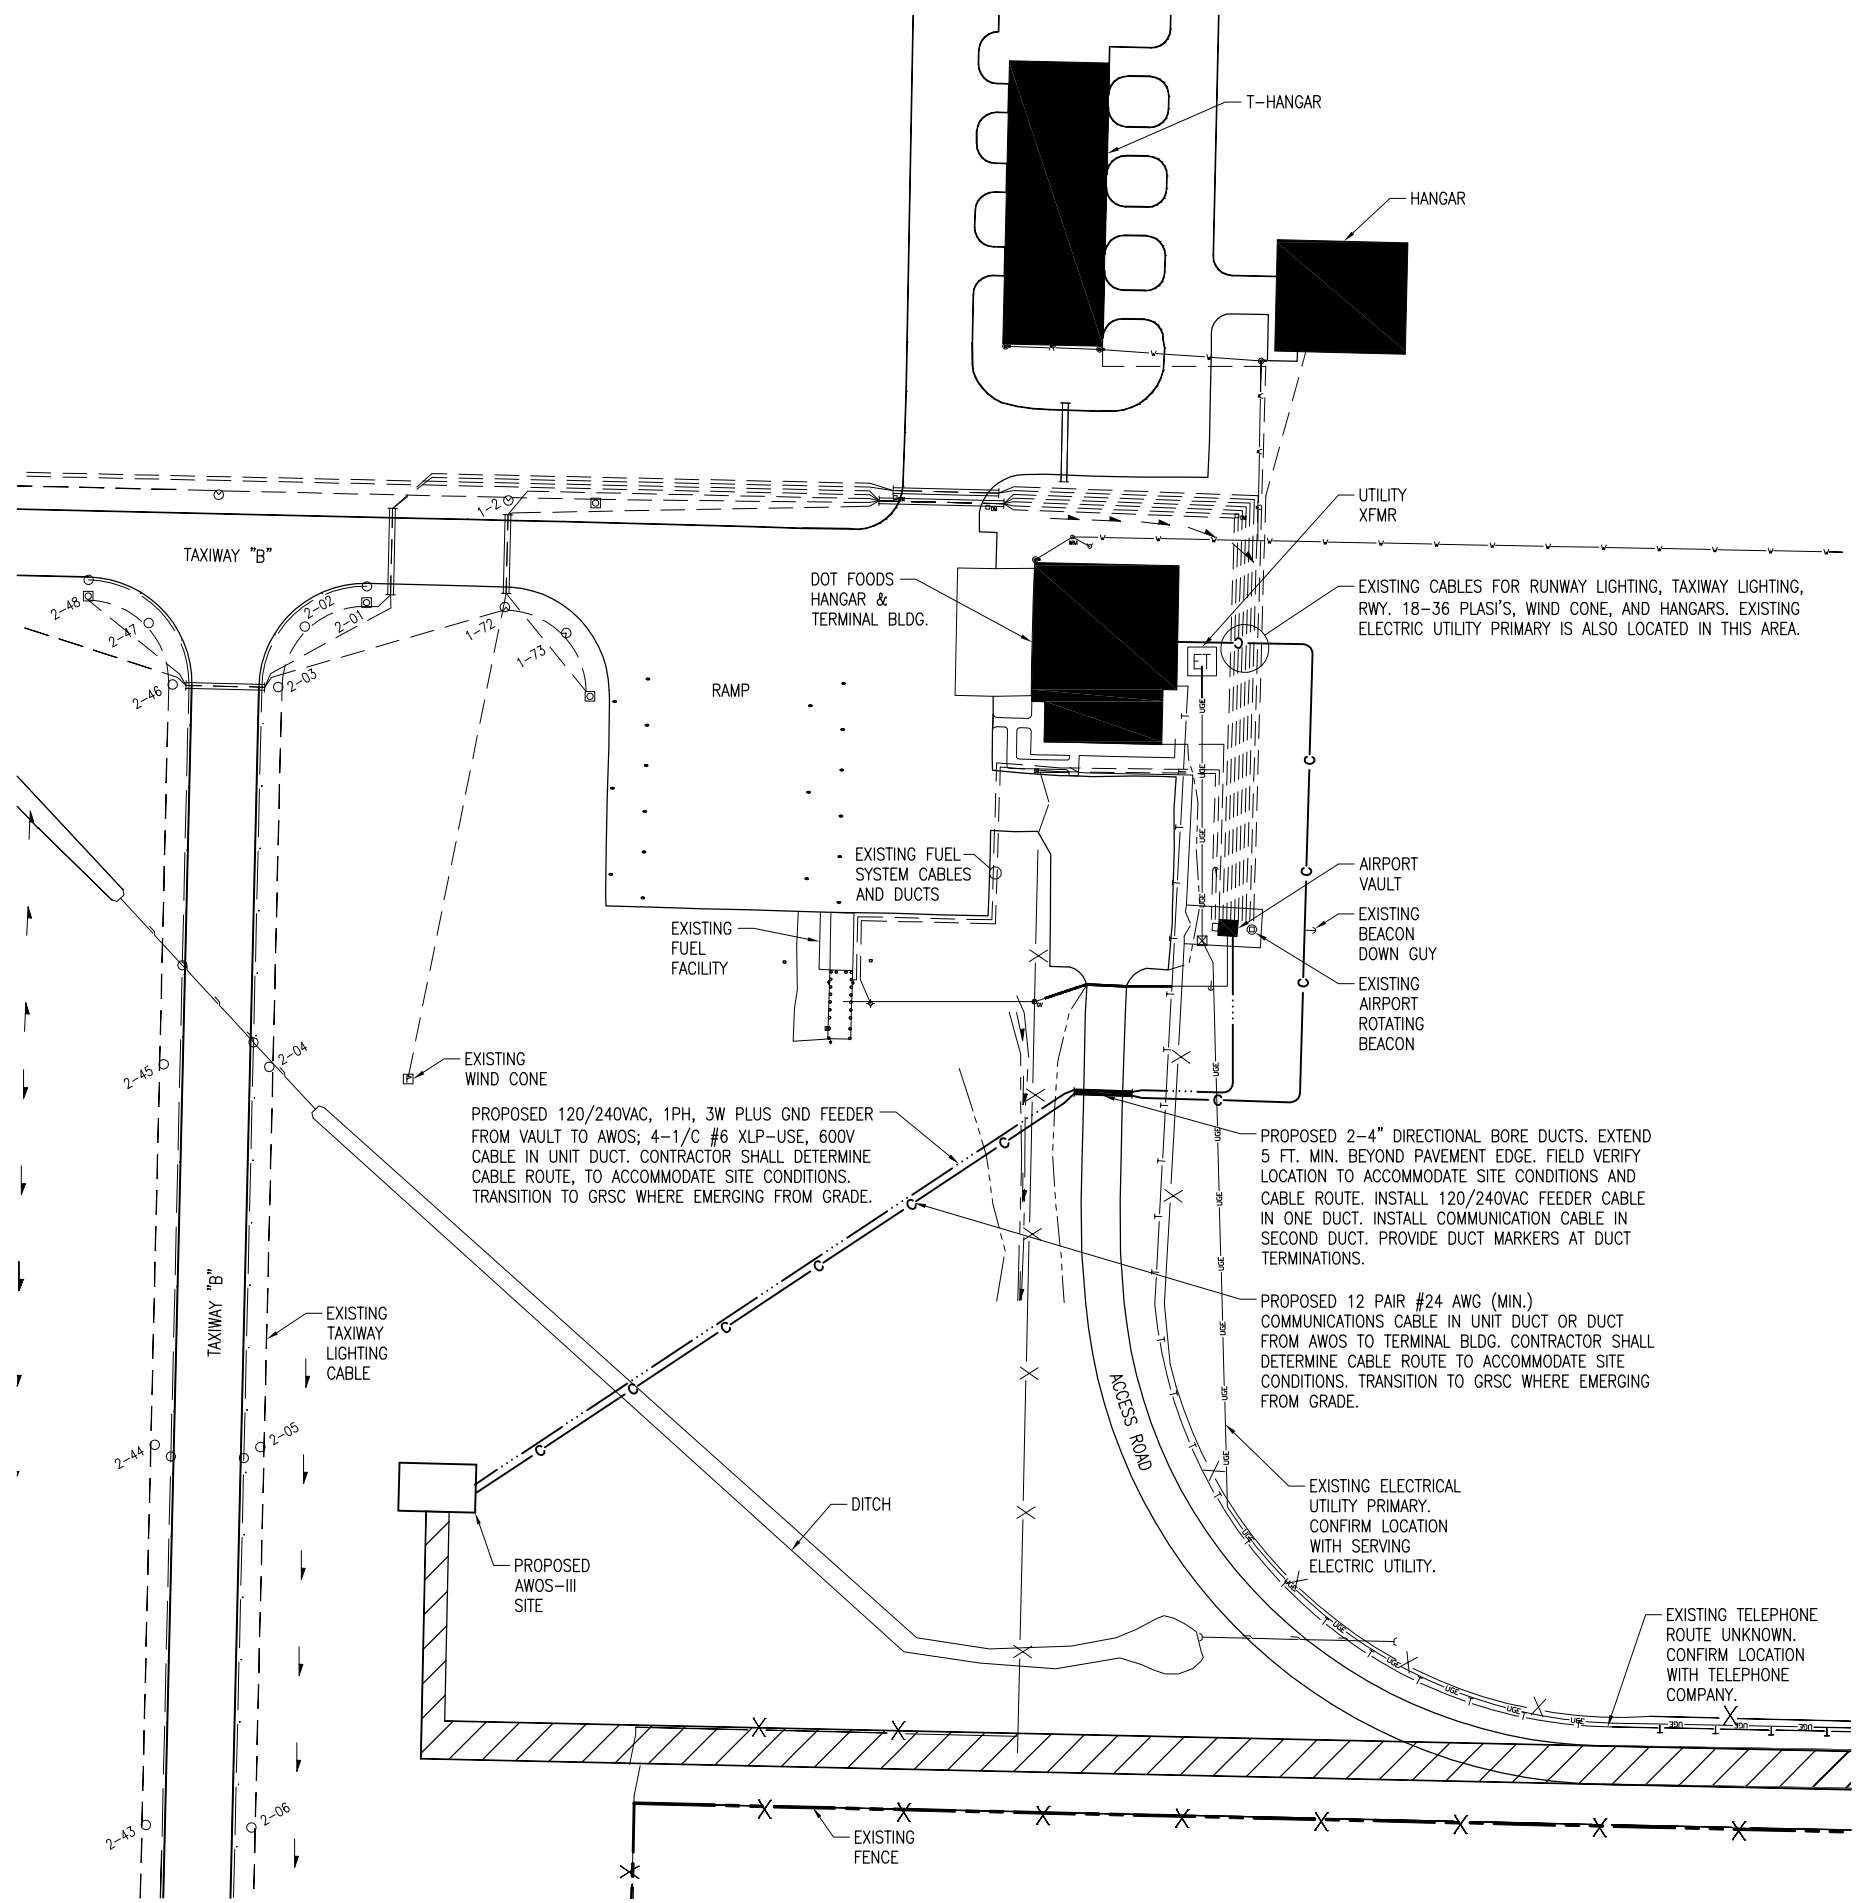 T-HANGAR
HANGAR
UTILITY
XFMR
1-2
TAXIWAY "B"
DOT FOODS
HANGAR &
TERMINAL BLDG.
EXISTING CABLES FOR RUNWAY LIGHTING, TAXIWAY LIGHTING,
RWY. 18-36 PLASI'S, WIND CONE, AND HANGARS. EXISTING
ELECTRIC UTILITY PRIMARY IS ALSO LOCATED IN THIS AREA.
2-48
2-47
2-02
2-01
1-72
1-73
2-46
2-03
RAMP
ET
EXISTING FUEL
SYSTEM CABLES
AND DUCTS
AIRPORT
VAULT
EXISTING
BEACON
DOWN GUY
EXISTING
FUEL
FACILITY
EXISTING
AIRPORT
ROTATING
BEACON
2-45
2-04
EXISTING
WIND CONE
PROPOSED 120/240VAC, 1PH, 3W PLUS GND FEEDER
FROM VAULT TO AWOS; 4-1/C #6 XLP-USE, 600V
CABLE IN UNIT DUCT. CONTRACTOR SHALL DETERMINE
CABLE ROUTE, TO ACCOMMODATE SITE CONDITIONS.
TRANSITION TO GRSC WHERE EMERGING FROM GRADE.
PROPOSED 2-4" DIRECTIONAL BORE DUCTS. EXTEND
5 FT. MIN. BEYOND PAVEMENT EDGE. FIELD VERIFY
LOCATION TO ACCOMMODATE SITE CONDITIONS AND
CABLE ROUTE. INSTALL 120/240VAC FEEDER CABLE
IN ONE DUCT. INSTALL COMMUNICATION CABLE IN
SECOND DUCT. PROVIDE DUCT MARKERS AT DUCT
TERMINATIONS.
PROPOSED 12 PAIR #24 AWG (MIN.)
COMMUNICATIONS CABLE IN UNIT DUCT OR DUCT
FROM AWOS TO TERMINAL BLDG. CONTRACTOR SHALL
DETERMINE CABLE ROUTE TO ACCOMMODATE SITE
CONDITIONS. TRANSITION TO GRSC WHERE EMERGING
FROM GRADE.
TAXIWAY "B"
EXISTING
TAXIWAY
LIGHTING
CABLE
ACCESS ROAD
2-44
2-05
DITCH
EXISTING ELECTRICAL
UTILITY PRIMARY.
CONFIRM LOCATION
WITH SERVING
ELECTRIC UTILITY.
PROPOSED
AWOS-III
SITE
EXISTING TELEPHONE
ROUTE UNKNOWN.
CONFIRM LOCATION
WITH TELEPHONE
COMPANY.
2-43
2-06
EXISTING
FENCE